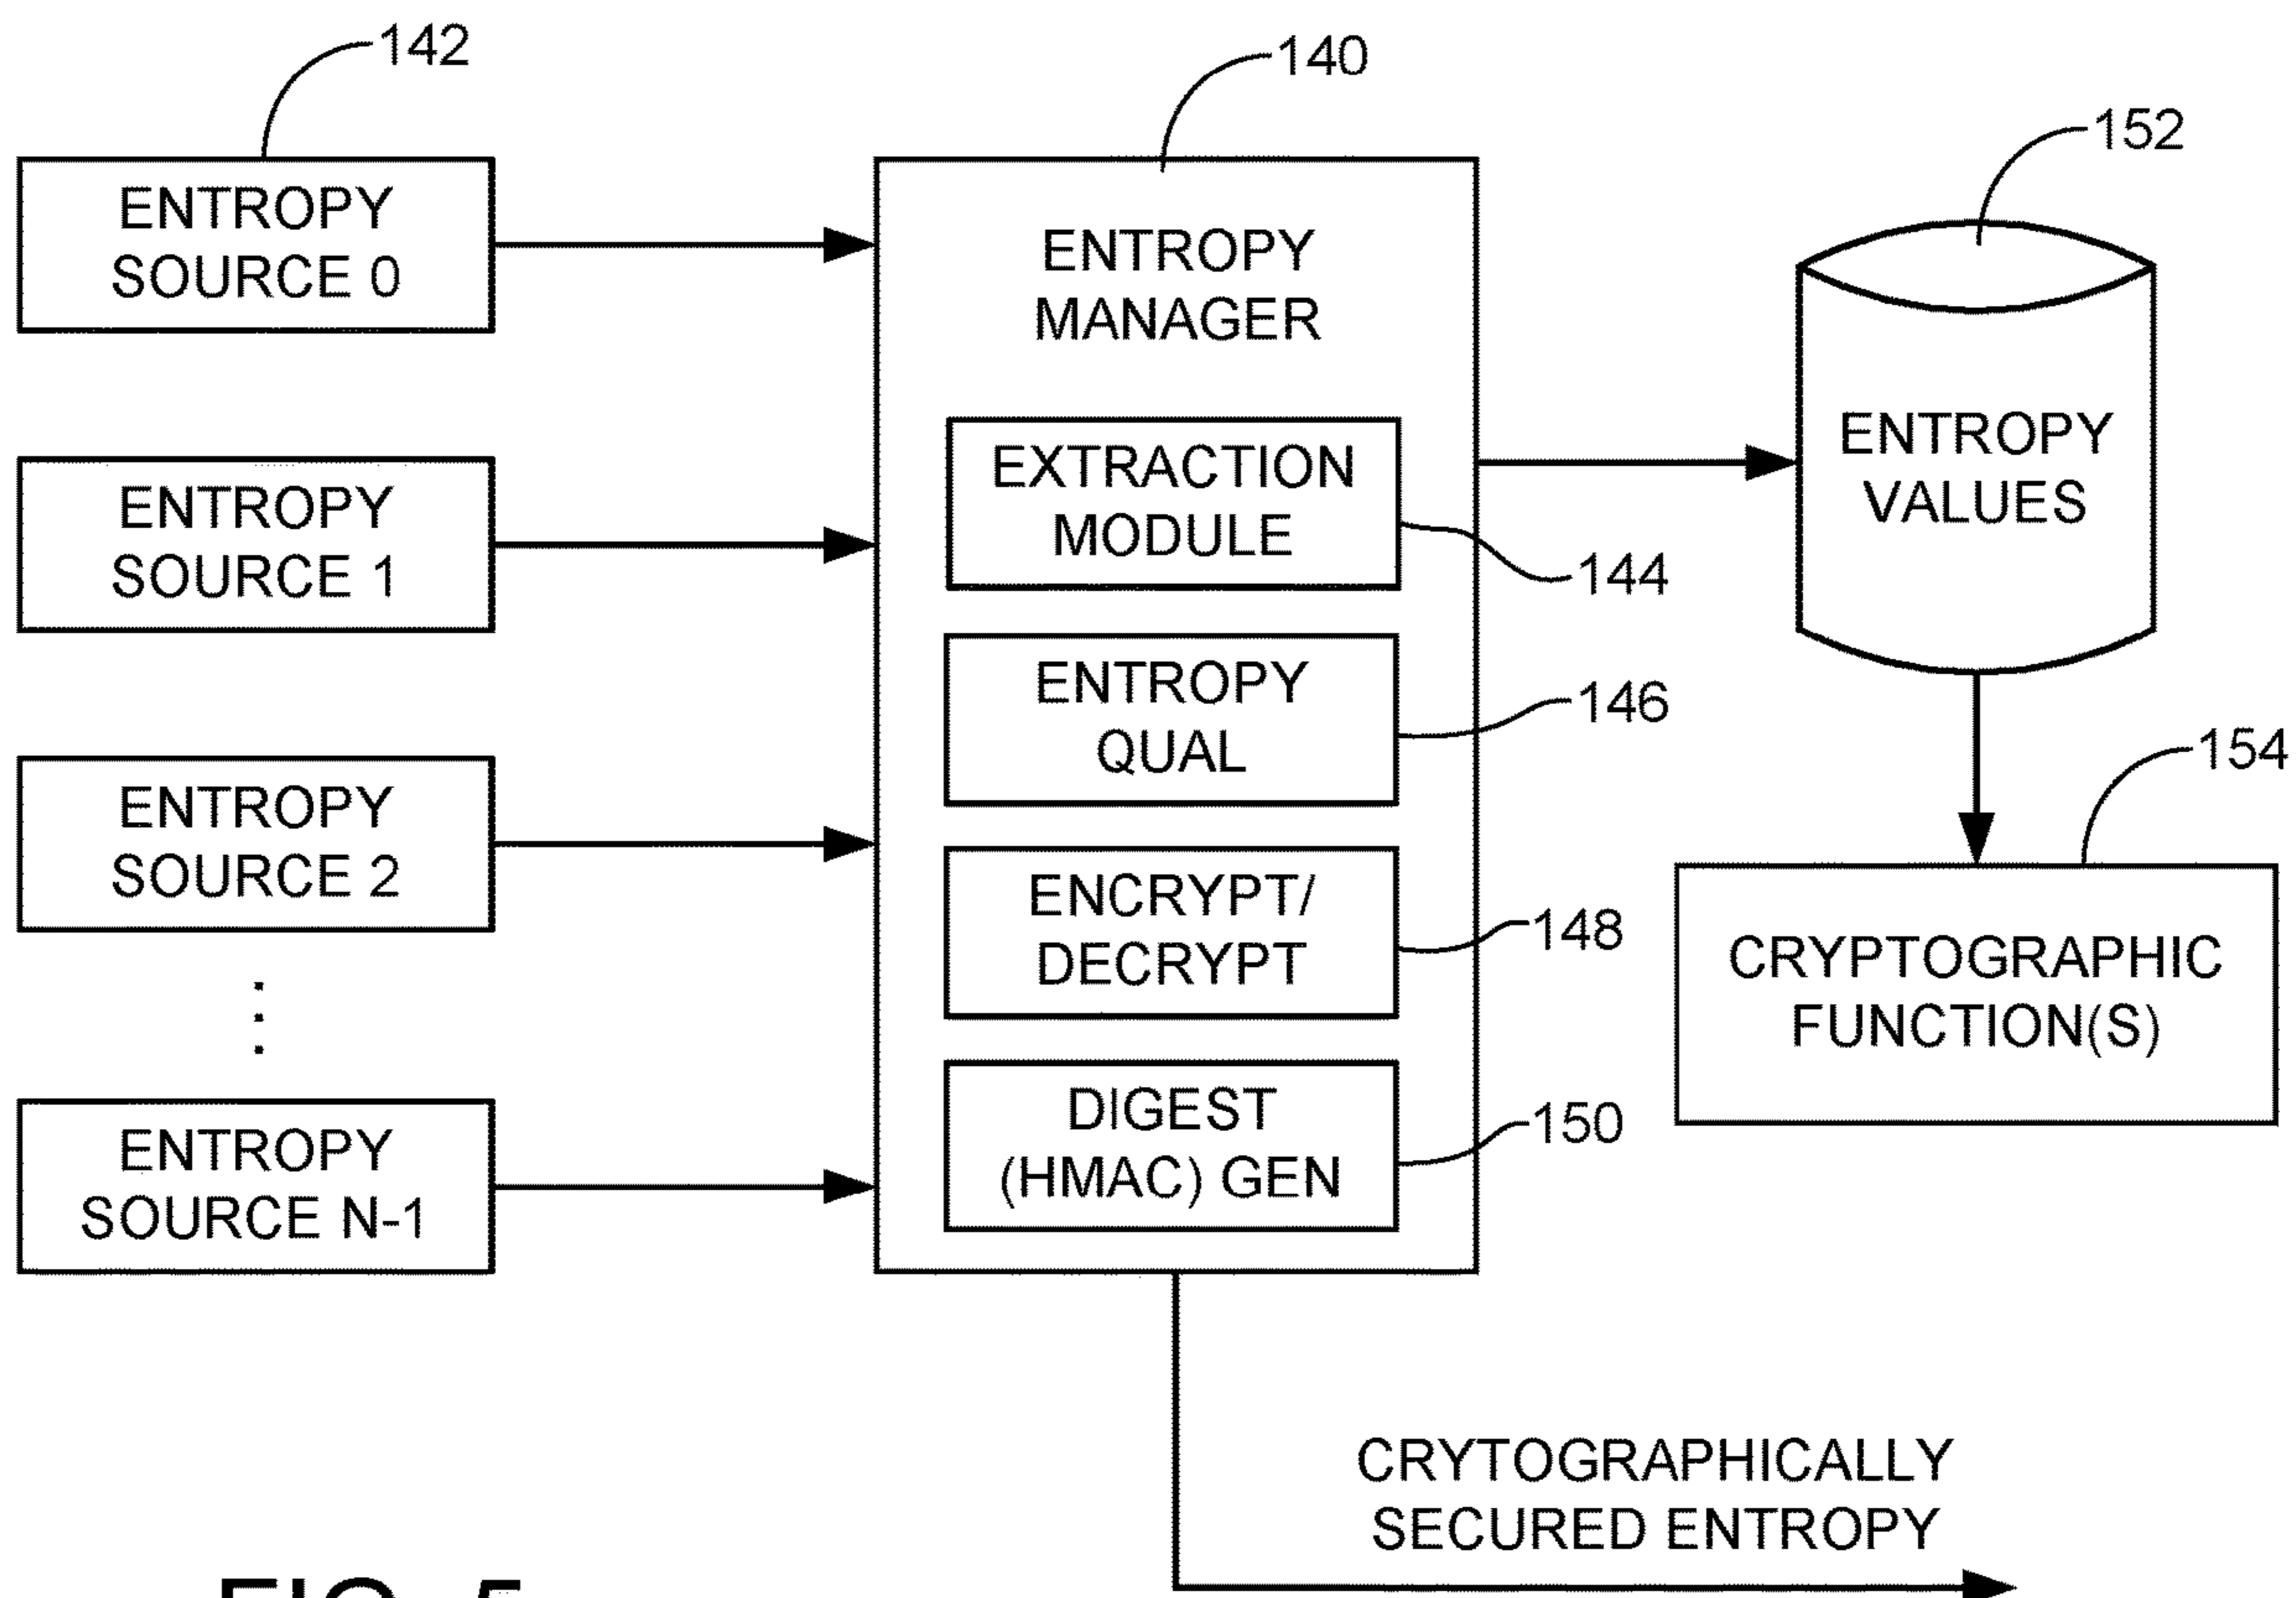 142
140
152
ENTROPY
SOURCE 0
ENTROPY
SOURCE 1
ENTROPY
SOURCE 2
ENTROPY
SOURCE N-1
ENTROPY
MANAGER
EXTRACTION
MODULE
144
ENTROPY
QUAL
146
ENCRYPT/
DECRYPT
148
DIGEST
(HMAC) GEN
150
ENTROPY
VALUES
154
CRYPTOGRAPHIC
FUNCTION(S)
CRYTOGRAPHICALLY
SECURED ENTROPY
FIG. 5